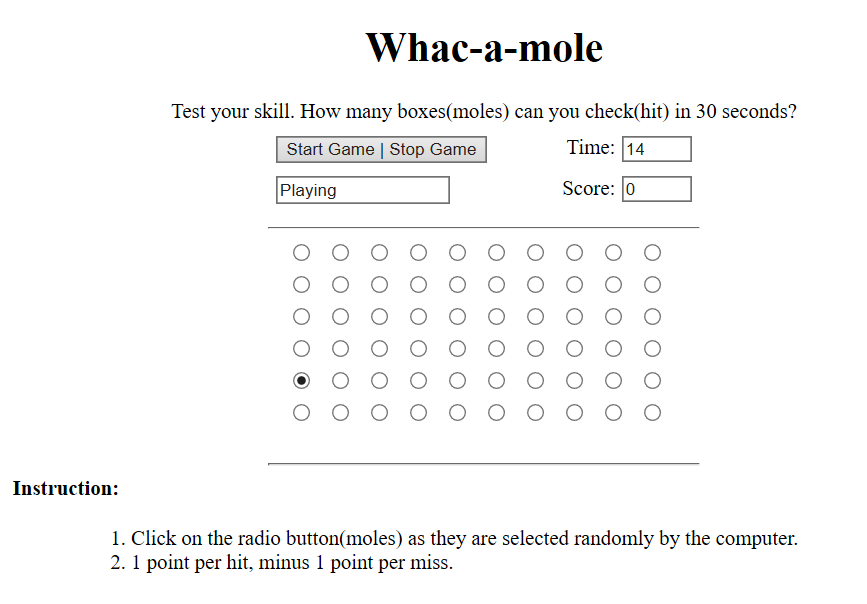 Whac-a-mole
Test your skill. How many boxes(moles) can you check(hit) in 30 seconds?
Start Game | Stop Game Time: 14
Playing Score: 0
Instruction:
1. Click on the radio button(moles) as they are selected randomly by the computer.
2. 1 point per hit, minus 1 point per miss.